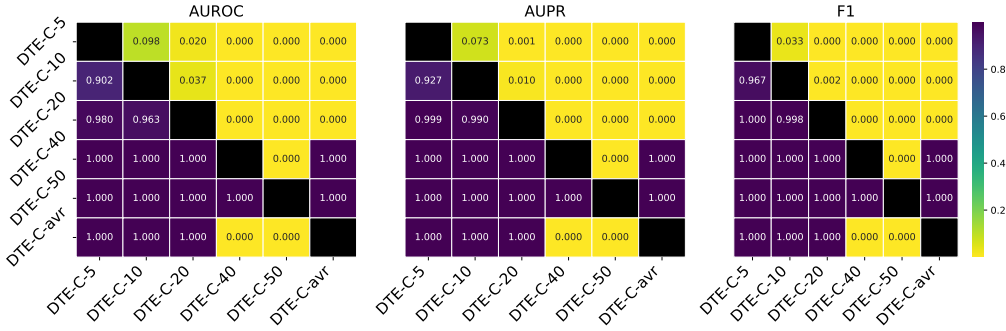 AUROC AUPR F1
DTE-C-5 0.098 0.020 0.000 0.000 0.000 0.073 0.001 0.000 0.000 0.000 0.033 0.000 0.000 0.000 0.000
DTE-C-10 0.902 0.037 0.000 0.000 0.000 0.927 0.010 0.000 0.000 0.000 0.967 0.002 0.000 0.000 0.000 0.8
DTE-C-20 0.980 0.963 0.000 0.000 0.000 0.999 0.990 0.000 0.000 0.000 1.000 0.998 0.000 0.000 0.000 0.6
DTE-C-40 1.000 1.000 1.000 0.000 1.000 1.000 1.000 1.000 0.000 1.000 1.000 1.000 1.000 0.000 1.000 0.4
DTE-C-50 1.000 1.000 1.000 1.000 1.000 1.000 1.000 1.000 1.000 1.000 1.000 1.000 1.000 1.000 1.000 0.2
DTE-C-avr 1.000 1.000 1.000 0.000 0.000 1.000 1.000 1.000 0.000 0.000 1.000 1.000 1.000 0.000 0.000
DTE-C-5 DTE-C-10 DTE-C-20 DTE-C-40 DTE-C-50 DTE-C-avr DTE-C-5 DTE-C-10 DTE-C-20 DTE-C-40 DTE-C-50 DTE-C-avr DTE-C-5 DTE-C-10 DTE-C-20 DTE-C-40 DTE-C-50 DTE-C-avr